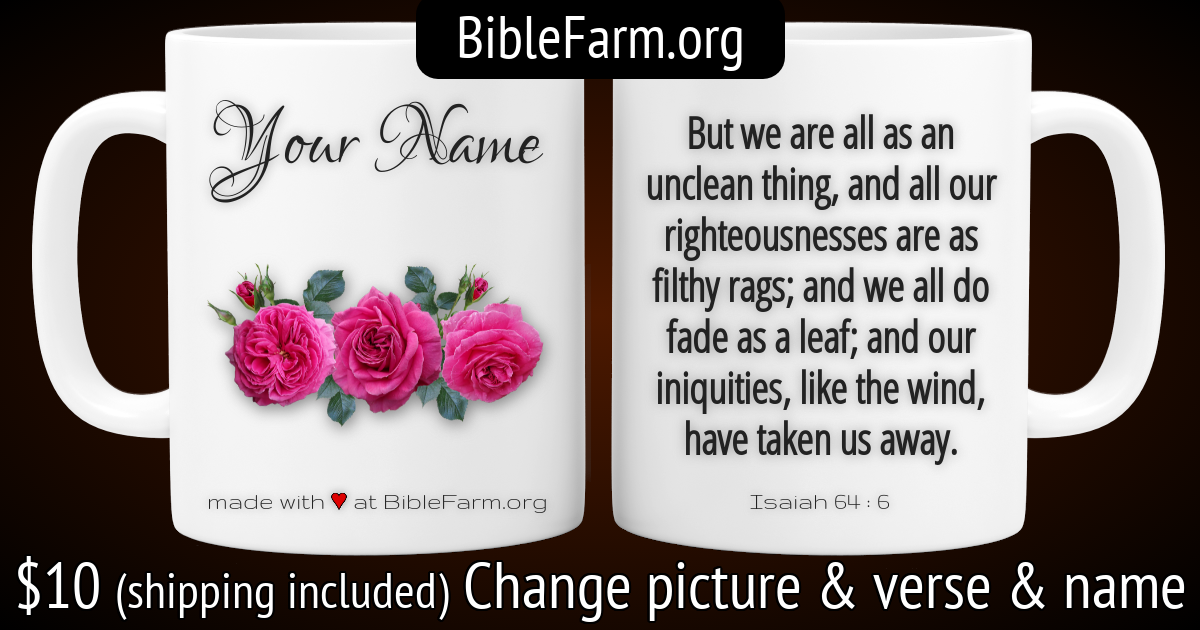 BibleFarm.org
Your Name
made with ♥ at BibleFarm.org
But we are all as an
unclean thing, and all our
righteousnesses are as
filthy rags; and we all do
fade as a leaf; and our
iniquities, like the wind,
have taken us away.
Isaiah 64 : 6
$10 (shipping included) Change picture & verse & name